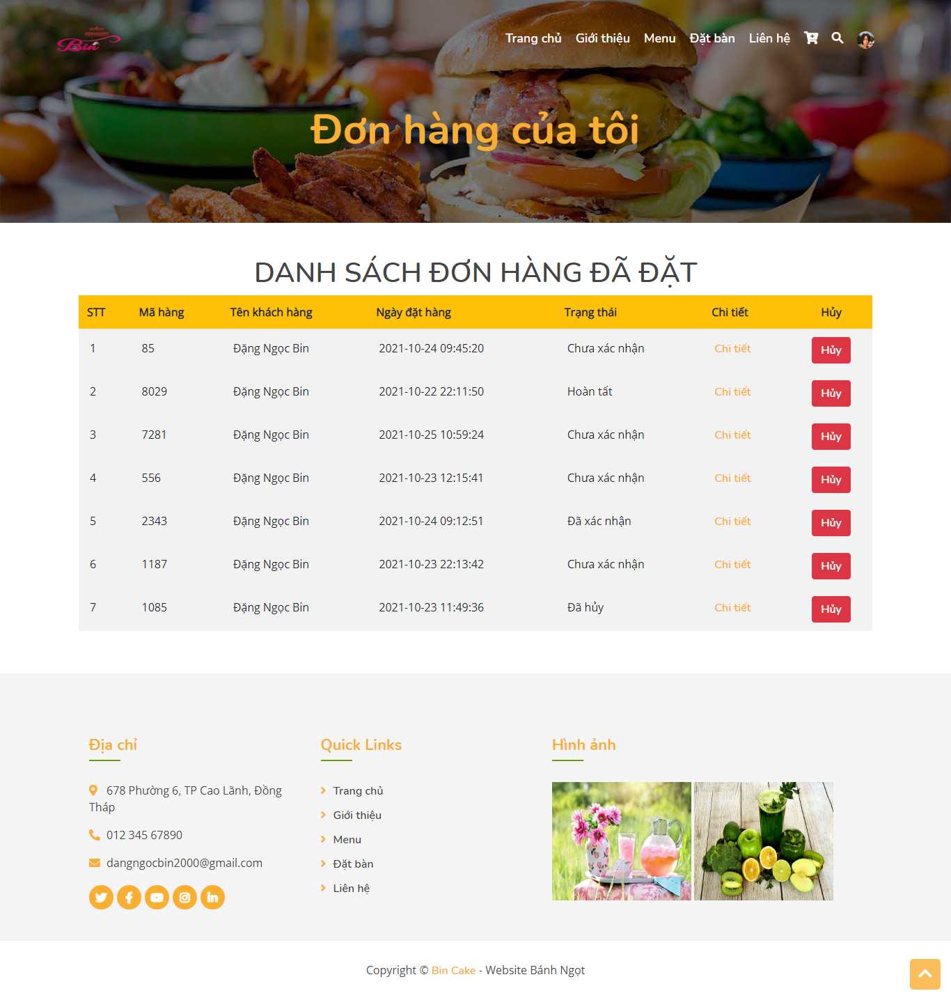 Bin
Trang chủ Giới thiệu Menu Đặt bàn Liên hệ
Đơn hàng của tôi
DANH SÁCH ĐƠN HÀNG ĐÃ ĐẶT
STT Mã hàng Tên khách hàng Ngày đặt hàng Trạng thái Chi tiết Hủy
1 85 Đặng Ngọc Bin 2021-10-24 09:45:20 Chưa xác nhận Chi tiết Hủy
2 8029 Đặng Ngọc Bin 2021-10-22 22:11:50 Hoàn tất Chi tiết Hủy
3 7281 Đặng Ngọc Bin 2021-10-25 10:59:24 Chưa xác nhận Chi tiết Hủy
4 556 Đặng Ngọc Bin 2021-10-23 12:15:41 Chưa xác nhận Chi tiết Hủy
5 2343 Đặng Ngọc Bin 2021-10-24 09:12:51 Đã xác nhận Chi tiết Hủy
6 1187 Đặng Ngọc Bin 2021-10-23 22:13:42 Chưa xác nhận Chi tiết Hủy
7 1085 Đặng Ngọc Bin 2021-10-23 11:49:36 Đã hủy Chi tiết Hủy
Địa chỉ
678 Phường 6, TP Cao Lãnh, Đồng
Tháp
012 345 67890
dangngocbin2000@gmail.com
Quick Links
Trang chủ
Giới thiệu
Menu
Đặt bàn
Liên hệ
Hình ảnh
Copyright © Bin Cake - Website Bánh Ngọt